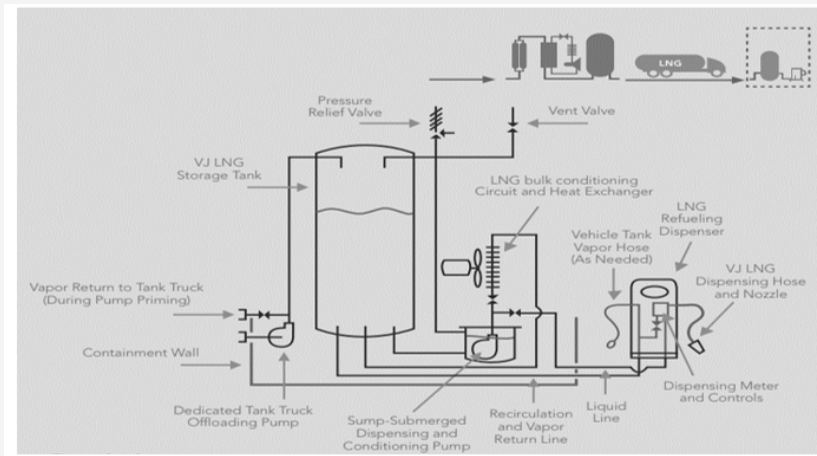 LNG
Pressure
Relief Valve
Vent Valve
VJ LNG
Storage Tank
LNG bulk conditioning
Circuit and Heat Exchanger
LNG
Refueling
Dispenser
Vehicle Tank
Vapor Hose
(As Needed)
VJ LNG
Dispensing Hose
and Nozzle
Vapor Return to Tank Truck
(During Pump Priming)
Containment Wall
Dedicated Tank Truck
Offloading Pump
Sump-Submerged
Dispensing and
Conditioning Pump
Recirculation
and Vapor
Return Line
Liquid
Line
Dispensing Meter
and Controls